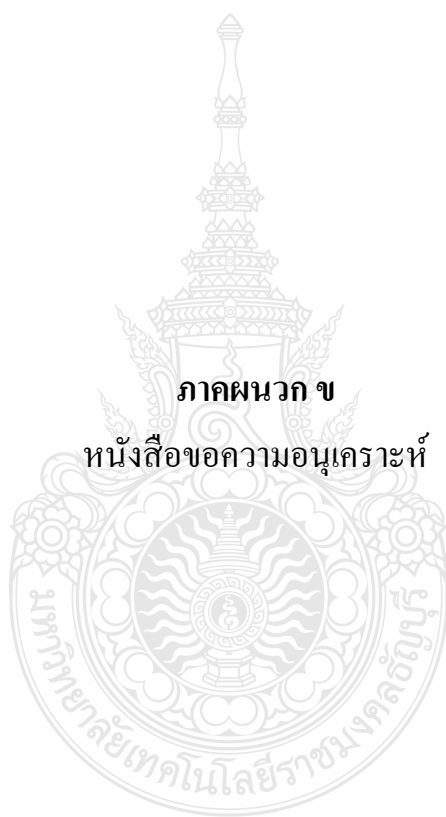 ภาคผนวก ข
หนังสือขอความอนุเคราะห์
มหาวิทยาลัยเทคโนโลยีราชมงคลธัญบุรี